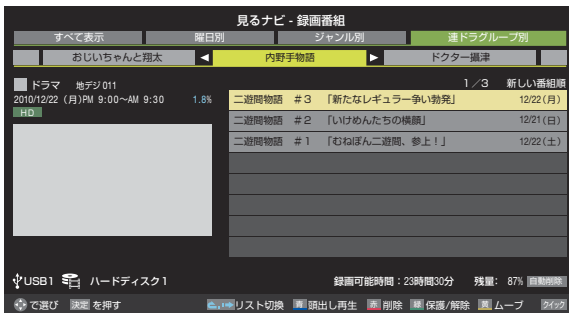 見るナビ - 録画番組
すべて表示 曜日別 ジャンル別 連ドラグループ別
おじいちゃんと翔太 ◀ 内野手物語 ▶ ドクター撮津
ドラマ 地デジ011 1／3 新しい番組順
2010/12/22 (月)PM 9:00〜AM 9:30 1.8%
HD
二遊間物語 ＃3 「新たなレギュラー争い勃発」 12/22(月)
二遊間物語 ＃2 「いけめんたちの横顔」 12/21(日)
二遊間物語 ＃1 「むねぽん二遊間、参上！」 12/22(土)
USB1 ハードディスク1 録画可能時間：23時間30分 残量： 87% 自動削除
で選び 決定 を押す リスト切換 青 頭出し再生 赤 削除 緑 保護/解除 黄 ムーブ クイック